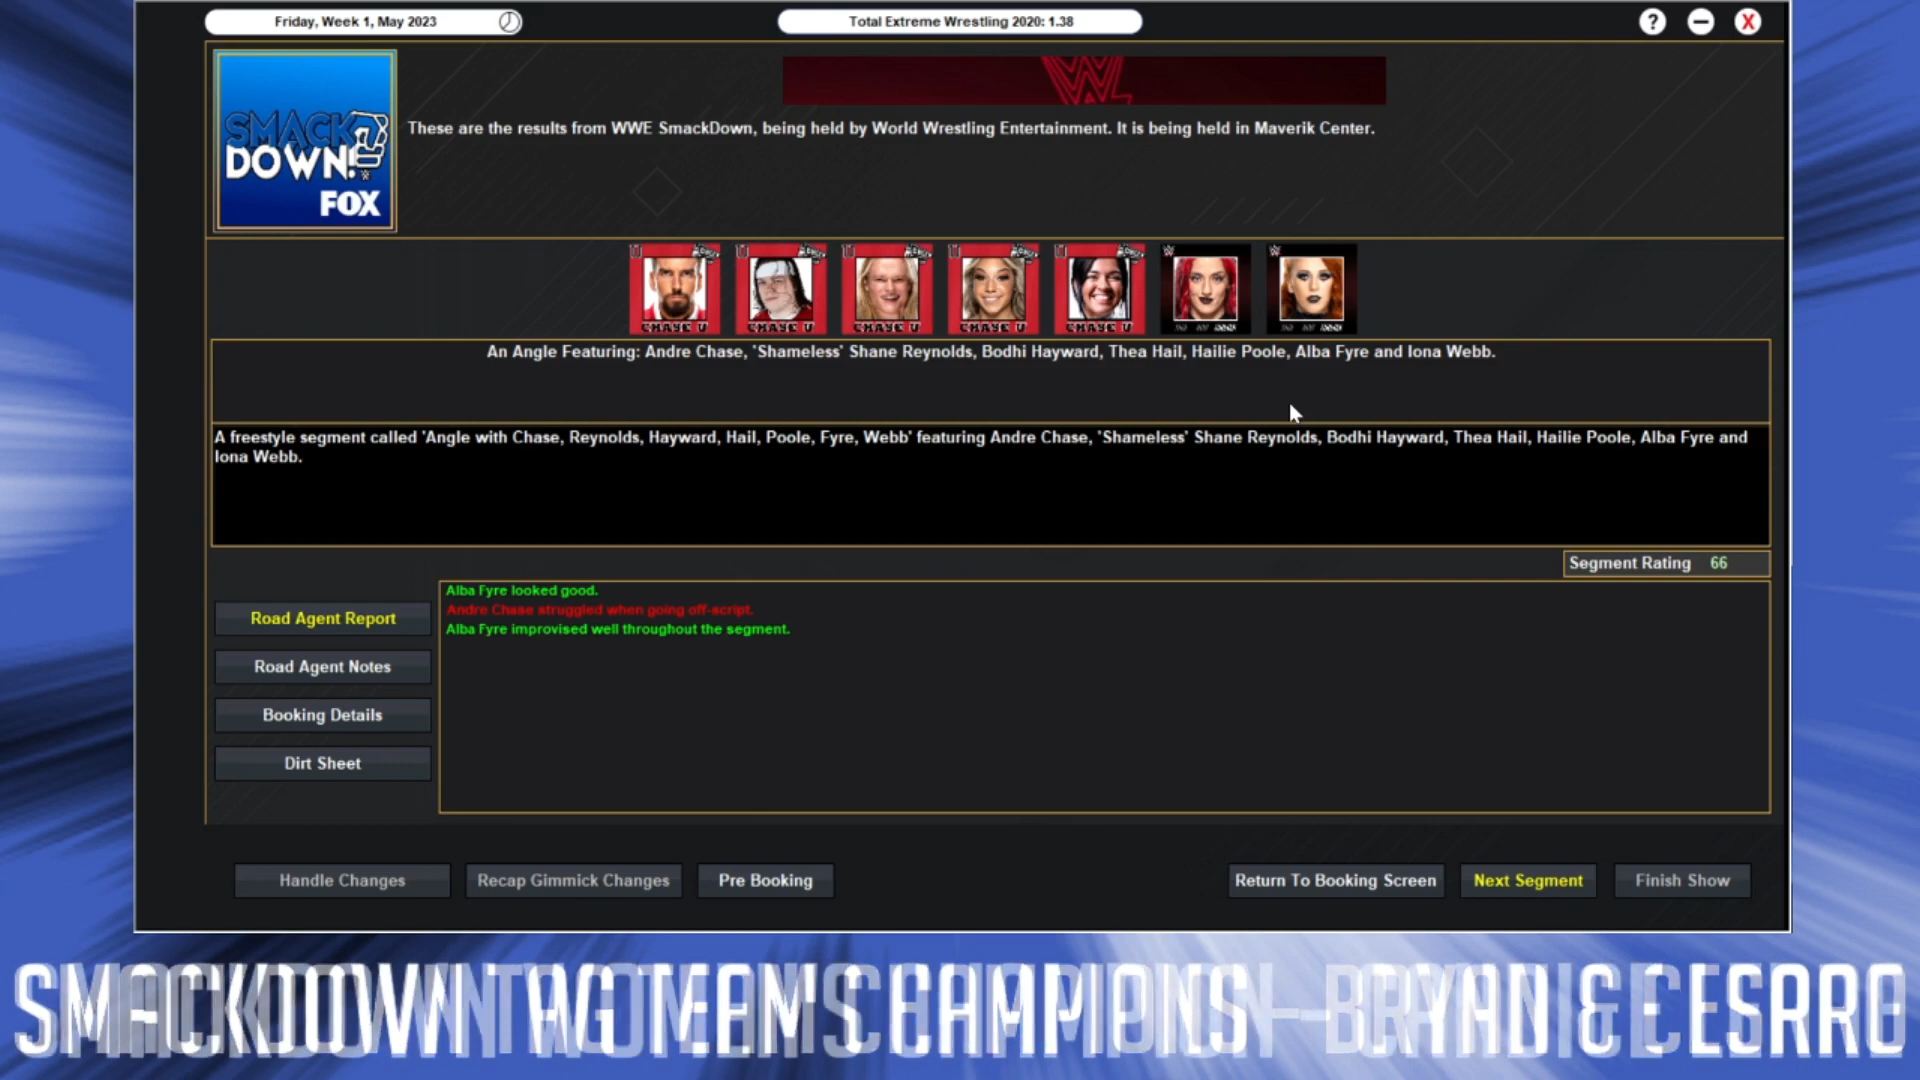 Friday, Week 1, May 2023
Total Extreme Wrestling 2020: 1.38
?
X
SMACK
DOWN!
FOX
These are the results from WWE SmackDown, being held by World Wrestling Entertainment. It is being held in Maverik Center.
CHASE U
CHASE U
CHASE U
CHASE U
CHASE U
An Angle Featuring: Andre Chase, 'Shameless' Shane Reynolds, Bodhi Hayward, Thea Hail, Hailie Poole, Alba Fyre and Iona Webb.
A freestyle segment called 'Angle with Chase, Reynolds, Hayward, Hail, Poole, Fyre, Webb' featuring Andre Chase, 'Shameless' Shane Reynolds, Bodhi Hayward, Thea Hail, Hailie Poole, Alba Fyre and
Iona Webb.
Segment Rating 66
Road Agent Report
Road Agent Notes
Booking Details
Dirt Sheet
Alba Fyre looked good.
Andre Chase struggled when going off-script.
Alba Fyre improvised well throughout the segment.
Handle Changes
Recap Gimmick Changes
Pre Booking
Return To Booking Screen
Next Segment
Finish Show